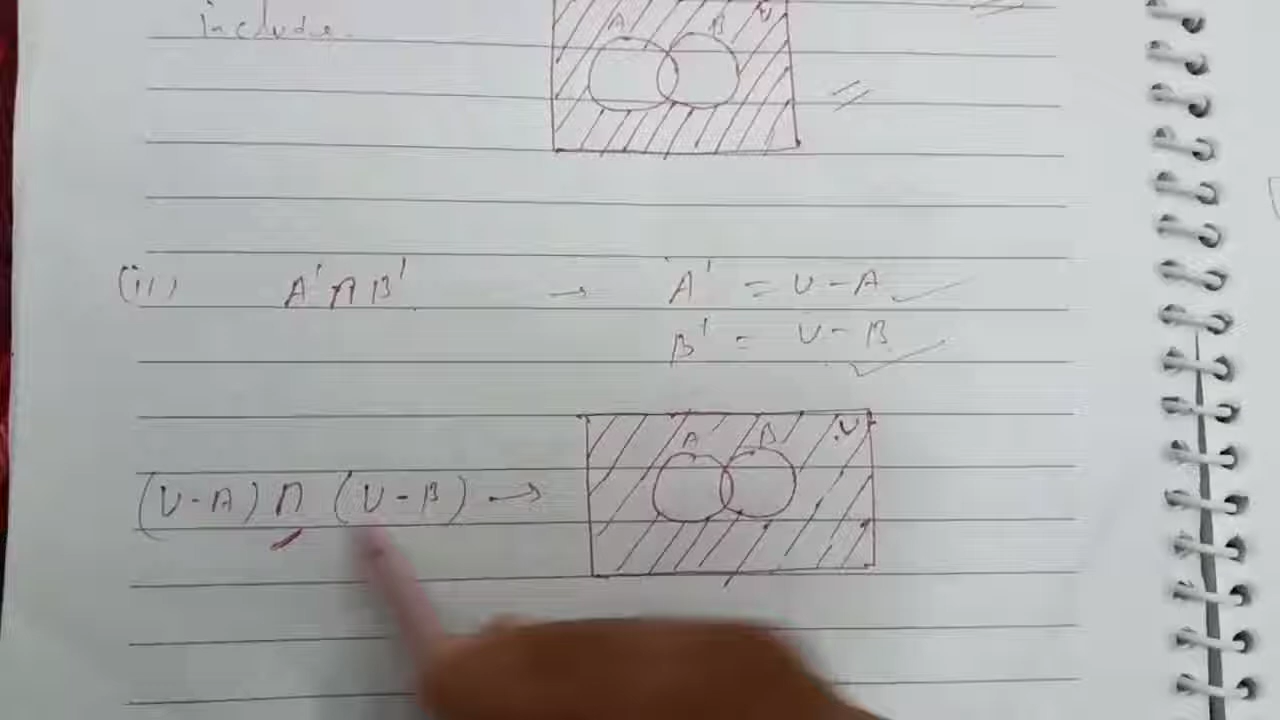 include.
A B U
(ii) A' ∩ B' → A' = U - A
B' = U - B
A B U
(U - A) ∩ (U - B) →